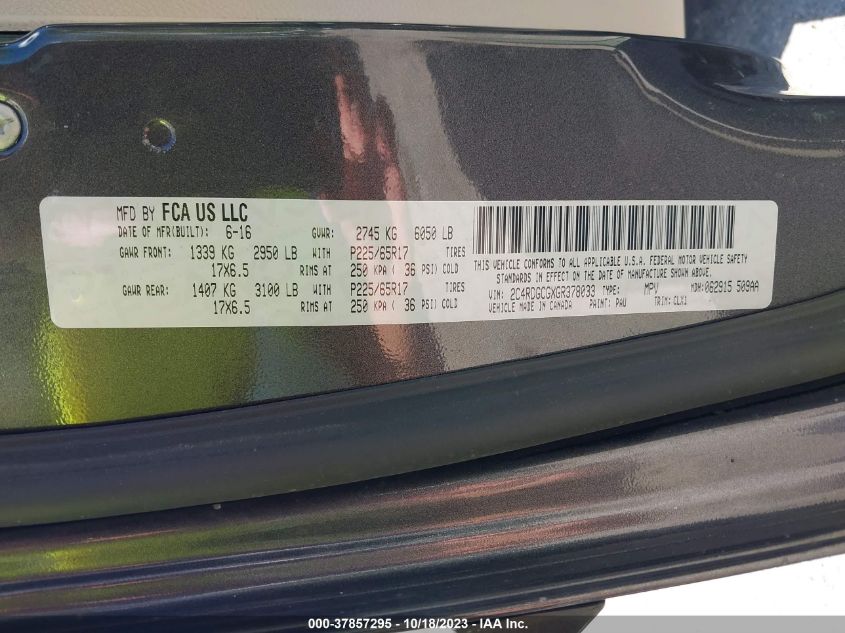 MFD BY FCA US LLC
DATE OF MFR(BUILT): 6-16 GVWR: 2745 KG 6050 LB
GAWR FRONT: 1339 KG 2950 LB WITH P225/65R17 TIRES
17X6.5 RIMS AT 250 KPA ( 36 PSI) COLD
GAWR REAR: 1407 KG 3100 LB WITH P225/65R17 TIRES
17X6.5 RIMS AT 250 KPA ( 36 PSI) COLD
THIS VEHICLE CONFORMS TO ALL APPLICABLE U.S.A. FEDERAL MOTOR VEHICLE SAFETY
STANDARDS IN EFFECT ON THE DATE OF MANUFACTURE SHOWN ABOVE.
VIN: 2C4RDGCGXGR378033 TYPE: MPV MDH: 062915 509AA
VEHICLE MADE IN CANADA PAINT: PAU TRIM: CLX1
000-37857295 - 10/18/2023 - IAA Inc.